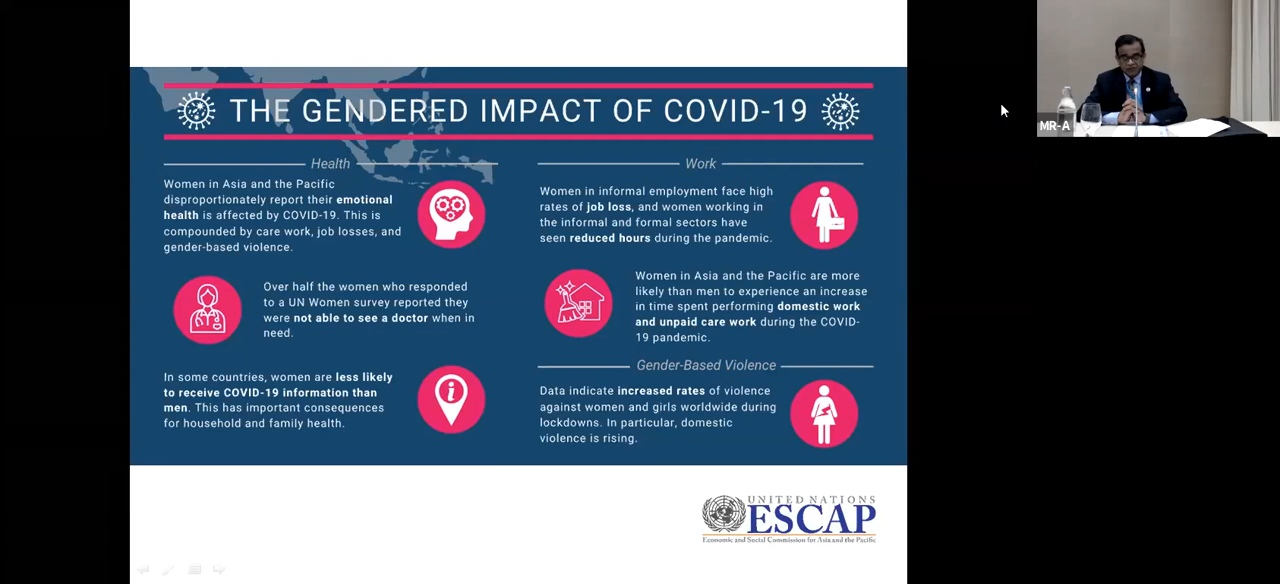 THE GENDERED IMPACT OF COVID-19
Health
Women in Asia and the Pacific
disproportionately report their emotional
health is affected by COVID-19. This is
compounded by care work, job losses, and
gender-based violence.
Over half the women who responded
to a UN Women survey reported they
were not able to see a doctor when in
need.
In some countries, women are less likely
to receive COVID-19 information than
men. This has important consequences
for household and family health.
Work
Women in informal employment face high
rates of job loss, and women working in
the informal and formal sectors have
seen reduced hours during the pandemic.
Women in Asia and the Pacific are more
likely than men to experience an increase
in time spent performing domestic work
and unpaid care work during the COVID-
19 pandemic.
Gender-Based Violence
Data indicate increased rates of violence
against women and girls worldwide during
lockdowns. In particular, domestic
violence is rising.
MR-A
UNITED NATIONS
ESCAP
Economic and Social Commission for Asia and the Pacific